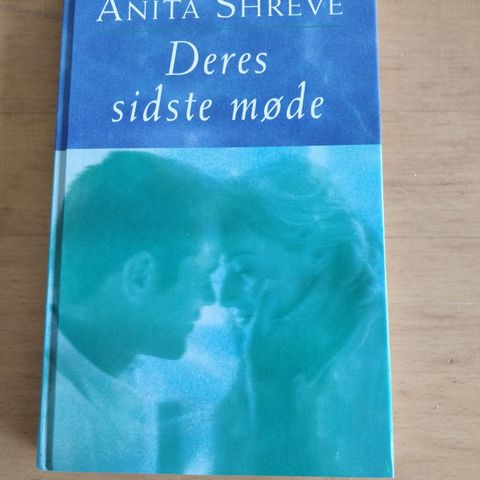 ANITA SHREVE
Deres
sidste møde